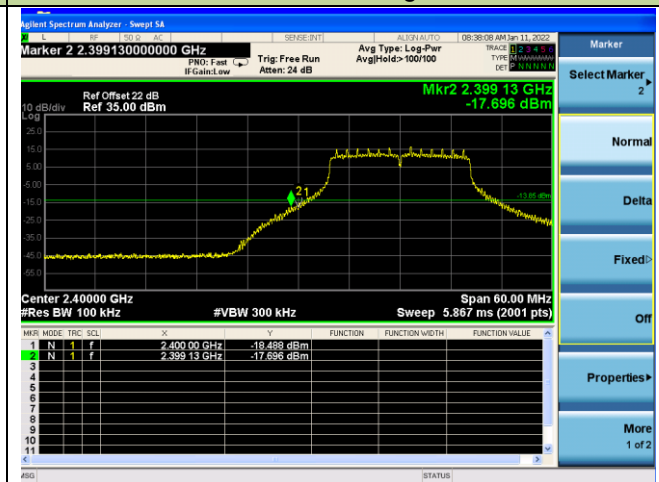 Agilent Spectrum Analyzer - Swept SA
L RF 50 Ω AC SENSE:INT ALIGN AUTO 08:38:08 AM Jan 11, 2022
Marker 2 2.399130000000 GHz
PNO: Fast
IFGain:Low
Trig: Free Run
Atten: 24 dB
Avg Type: Log-Pwr
Avg|Hold:>100/100
TRACE 1 2 3 4 5 6
TYPE M
DET P N N N N N
Mkr2 2.399 13 GHz
-17.696 dBm
Ref Offset 22 dB
10 dB/div Ref 35.00 dBm
Log
25.0
15.0
5.00
-5.00
-15.0
-25.0
-35.0
-45.0
-55.0
2 1
-13.85 dBm
Center 2.40000 GHz Span 60.00 MHz
#Res BW 100 kHz #VBW 300 kHz Sweep 5.867 ms (2001 pts)
MKR MODE TRC SCL X Y FUNCTION FUNCTION WIDTH FUNCTION VALUE
1 N 1 f 2.400 00 GHz -18.488 dBm
2 N 1 f 2.399 13 GHz -17.696 dBm
3
4
5
6
7
8
9
10
11
MSG STATUS
Marker
Select Marker
2
Normal
Delta
Fixed
Off
Properties
More
1 of 2